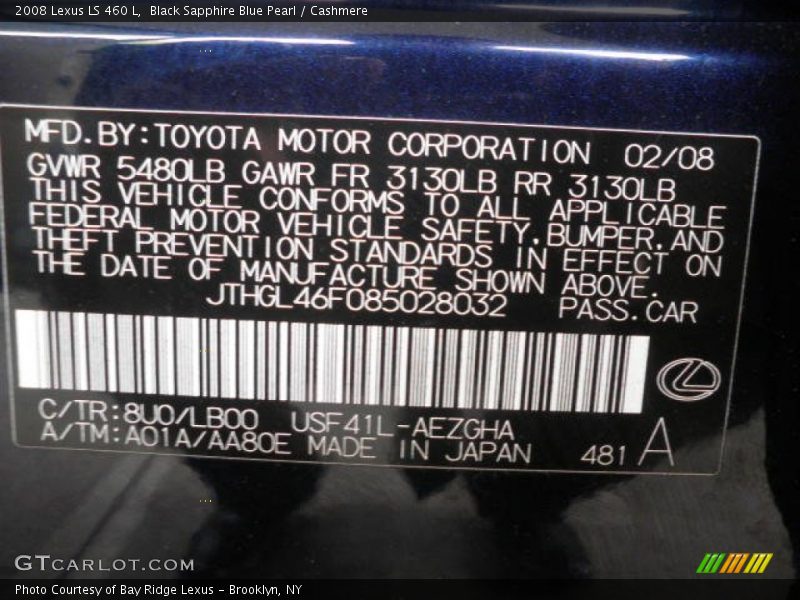 2008 Lexus LS 460 L,  Black Sapphire Blue Pearl / Cashmere
MFD.BY:TOYOTA MOTOR CORPORATION 02/08
GVWR 5480LB GAWR FR 3130LB RR 3130LB
THIS VEHICLE CONFORMS TO ALL APPLICABLE
FEDERAL MOTOR VEHICLE SAFETY.BUMPER.AND
THEFT PREVENTION STANDARDS IN EFFECT ON
THE DATE OF MANUFACTURE SHOWN ABOVE.
JTHGL46F085028032 PASS.CAR
C/TR:8U0/LB00 USF41L-AEZGHA
A/TM:A01A/AA80E MADE IN JAPAN 481 A
GTCARLOT.COM
Photo Courtesy of Bay Ridge Lexus - Brooklyn, NY